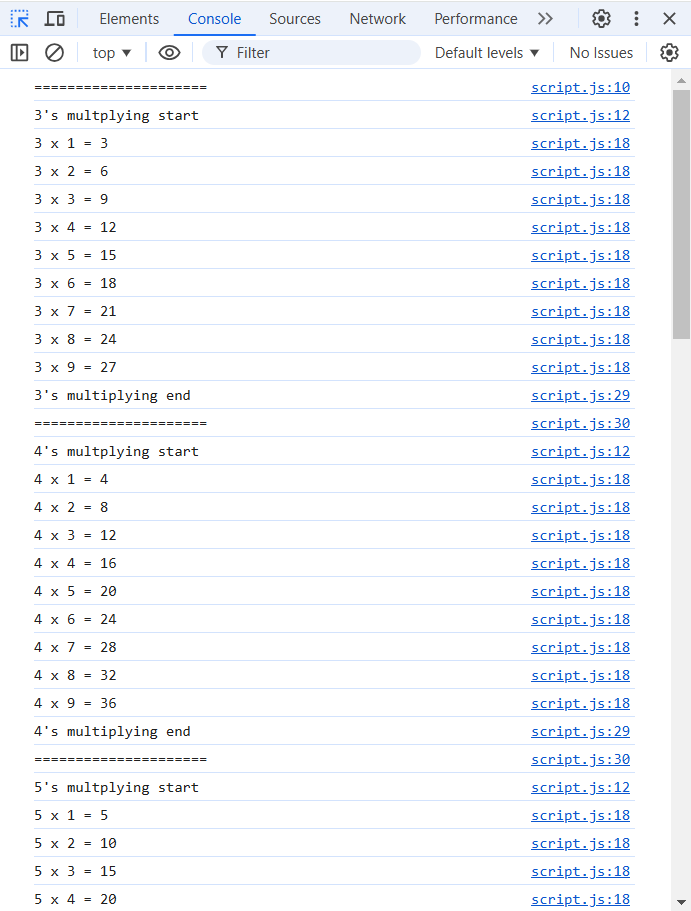 Elements Console Sources Network Performance
top Filter Default levels No Issues
===================== script.js:10
3's multplying start script.js:12
3 x 1 = 3 script.js:18
3 x 2 = 6 script.js:18
3 x 3 = 9 script.js:18
3 x 4 = 12 script.js:18
3 x 5 = 15 script.js:18
3 x 6 = 18 script.js:18
3 x 7 = 21 script.js:18
3 x 8 = 24 script.js:18
3 x 9 = 27 script.js:18
3's multiplying end script.js:29
===================== script.js:30
4's multplying start script.js:12
4 x 1 = 4 script.js:18
4 x 2 = 8 script.js:18
4 x 3 = 12 script.js:18
4 x 4 = 16 script.js:18
4 x 5 = 20 script.js:18
4 x 6 = 24 script.js:18
4 x 7 = 28 script.js:18
4 x 8 = 32 script.js:18
4 x 9 = 36 script.js:18
4's multiplying end script.js:29
===================== script.js:30
5's multplying start script.js:12
5 x 1 = 5 script.js:18
5 x 2 = 10 script.js:18
5 x 3 = 15 script.js:18
5 x 4 = 20 script.js:18